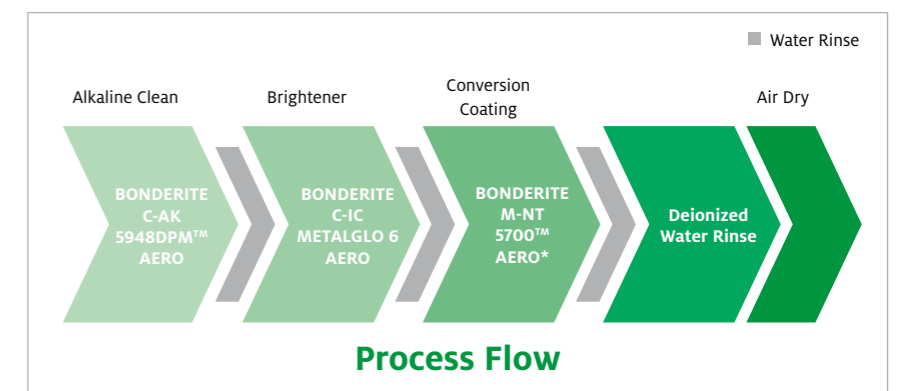 Water Rinse
Alkaline Clean
Brightener
Conversion
Coating
Air Dry
BONDERITE
C-AK
5948DPM™
AERO
BONDERITE
C-IC
METALGLO 6
AERO
BONDERITE
M-NT
5700™
AERO*
Deionized
Water Rinse
Process Flow